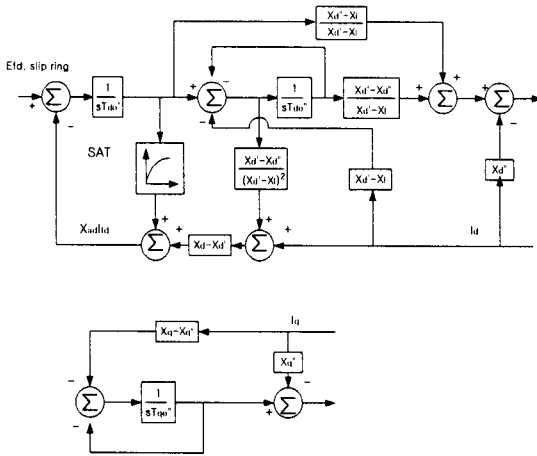 Xd"-Xl
Xd'-Xl
Efd, slip ring
+
-
Σ
1
sTdo'
+
-
-
Σ
1
sTdo"
Xd'-Xd"
Xd'-Xl
+
+
Σ
+
-
Σ
SAT
Xd'-Xd"
(Xd'-Xl)²
Xd'-Xl
Xd"
XadIfd
+
+
Σ
Xd-Xd'
+
+
Σ
Id
Xq-Xq"
Iq
Xq"
-
-
Σ
1
sTqo"
+
-
Σ